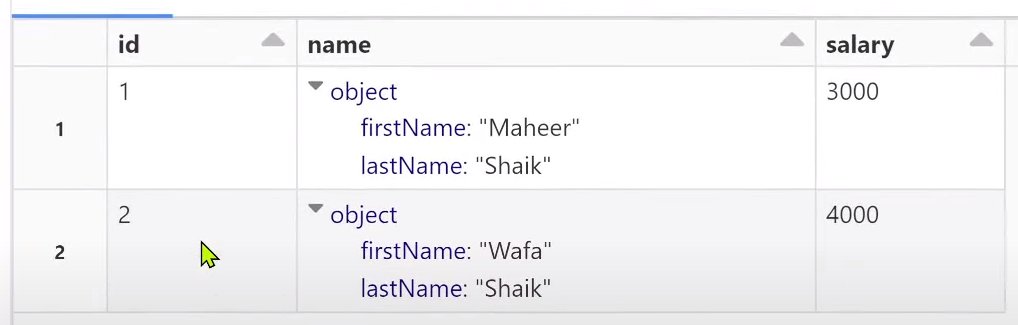 id name salary
1 1 object 3000
firstName: "Maheer"
lastName: "Shaik"
2 2 object 4000
firstName: "Wafa"
lastName: "Shaik"